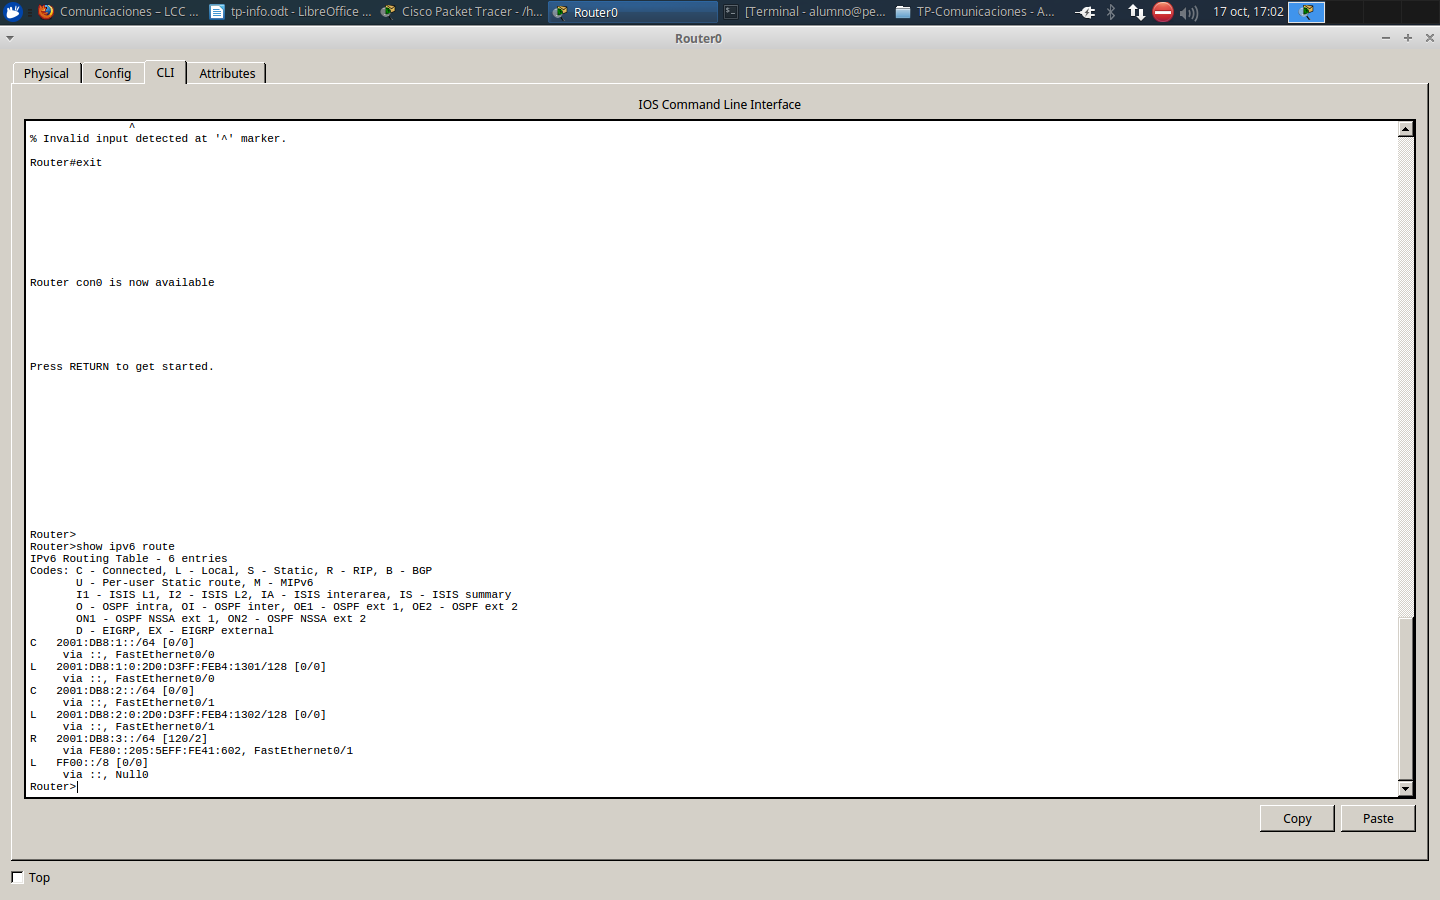 Comunicaciones – LCC ...
tp-info.odt - LibreOffice ...
Cisco Packet Tracer - /h...
Router0
[Terminal - alumno@pe...
TP-Comunicaciones - A...
17 oct, 17:02
Router0
Physical
Config
CLI
Attributes
IOS Command Line Interface
^
% Invalid input detected at '^' marker.
Router#exit
Router con0 is now available
Press RETURN to get started.
Router>
Router>show ipv6 route
IPv6 Routing Table - 6 entries
Codes: C - Connected, L - Local, S - Static, R - RIP, B - BGP
U - Per-user Static route, M - MIPv6
I1 - ISIS L1, I2 - ISIS L2, IA - ISIS interarea, IS - ISIS summary
O - OSPF intra, OI - OSPF inter, OE1 - OSPF ext 1, OE2 - OSPF ext 2
ON1 - OSPF NSSA ext 1, ON2 - OSPF NSSA ext 2
D - EIGRP, EX - EIGRP external
C   2001:DB8:1::/64 [0/0]
via ::, FastEthernet0/0
L   2001:DB8:1:0:2D0:D3FF:FEB4:1301/128 [0/0]
via ::, FastEthernet0/0
C   2001:DB8:2::/64 [0/0]
via ::, FastEthernet0/1
L   2001:DB8:2:0:2D0:D3FF:FEB4:1302/128 [0/0]
via ::, FastEthernet0/1
R   2001:DB8:3::/64 [120/2]
via FE80::205:5EFF:FE41:602, FastEthernet0/1
L   FF00::/8 [0/0]
via ::, Null0
Router>
Copy
Paste
Top